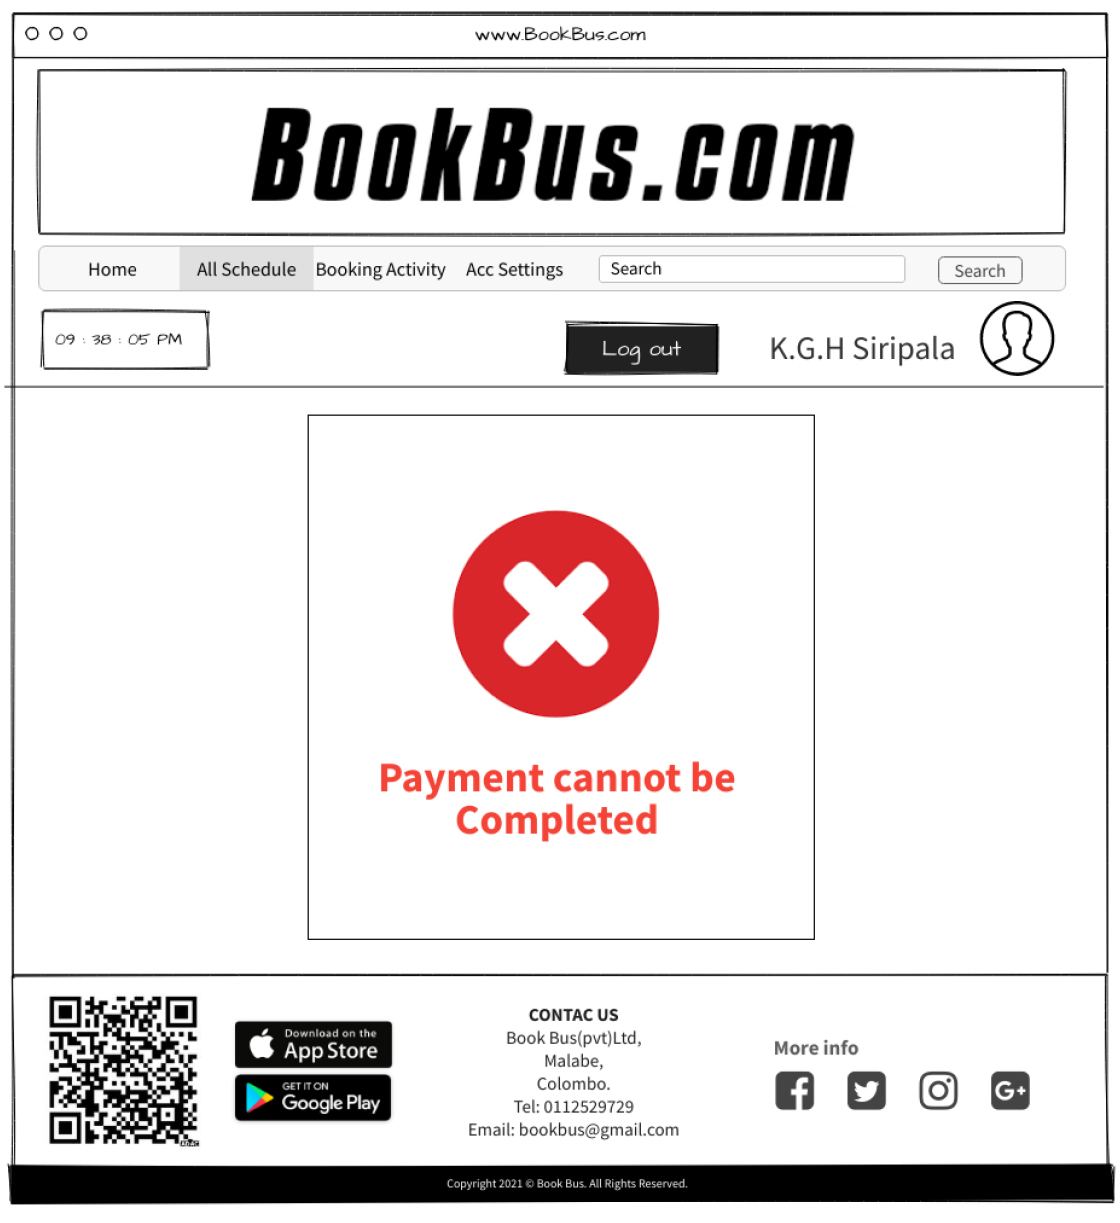 www.BookBus.com
BookBus.com
Home All Schedule Booking Activity Acc Settings Search Search
09 : 38 : 05 PM
Log out
K.G.H Siripala
Payment cannot be
Completed
Download on the
App Store
GET IT ON
Google Play
CONTAC US
Book Bus(pvt)Ltd,
Malabe,
Colombo.
Tel: 0112529729
Email: bookbus@gmail.com
More info
G+
Copyright 2021 © Book Bus. All Rights Reserved.